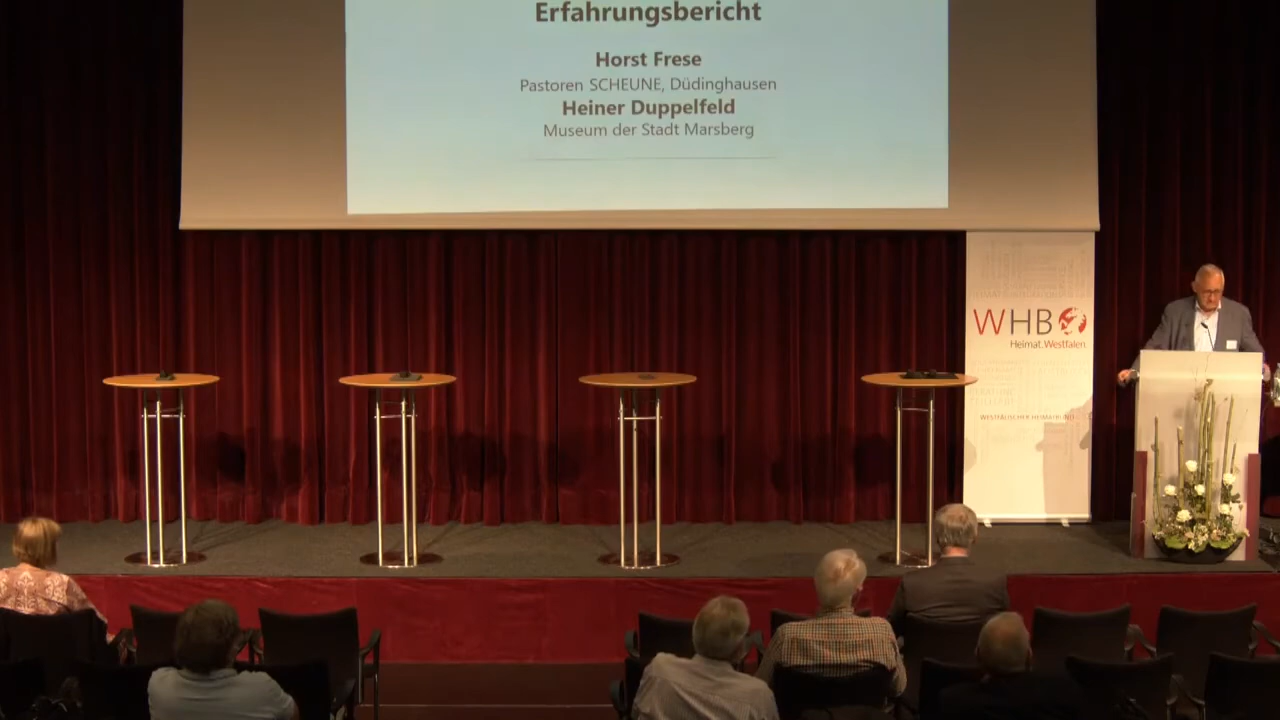 Erfahrungsbericht
Horst Frese
Pastoren SCHEUNE, Düdinghausen
Heiner Duppelfeld
Museum der Stadt Marsberg
WHB
Heimat.Westfalen
WESTFÄLISCHER HEIMATBUND